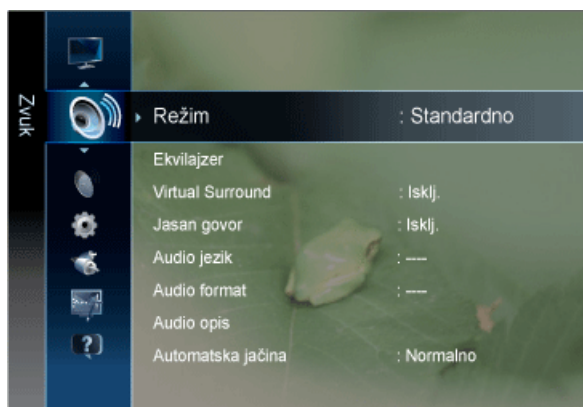 Zvuk
Režim : Standardno
Ekvilajzer
Virtual Surround : Isklj.
Jasan govor : Isklj.
Audio jezik : ----
Audio format : ----
Audio opis
Automatska jačina : Normalno